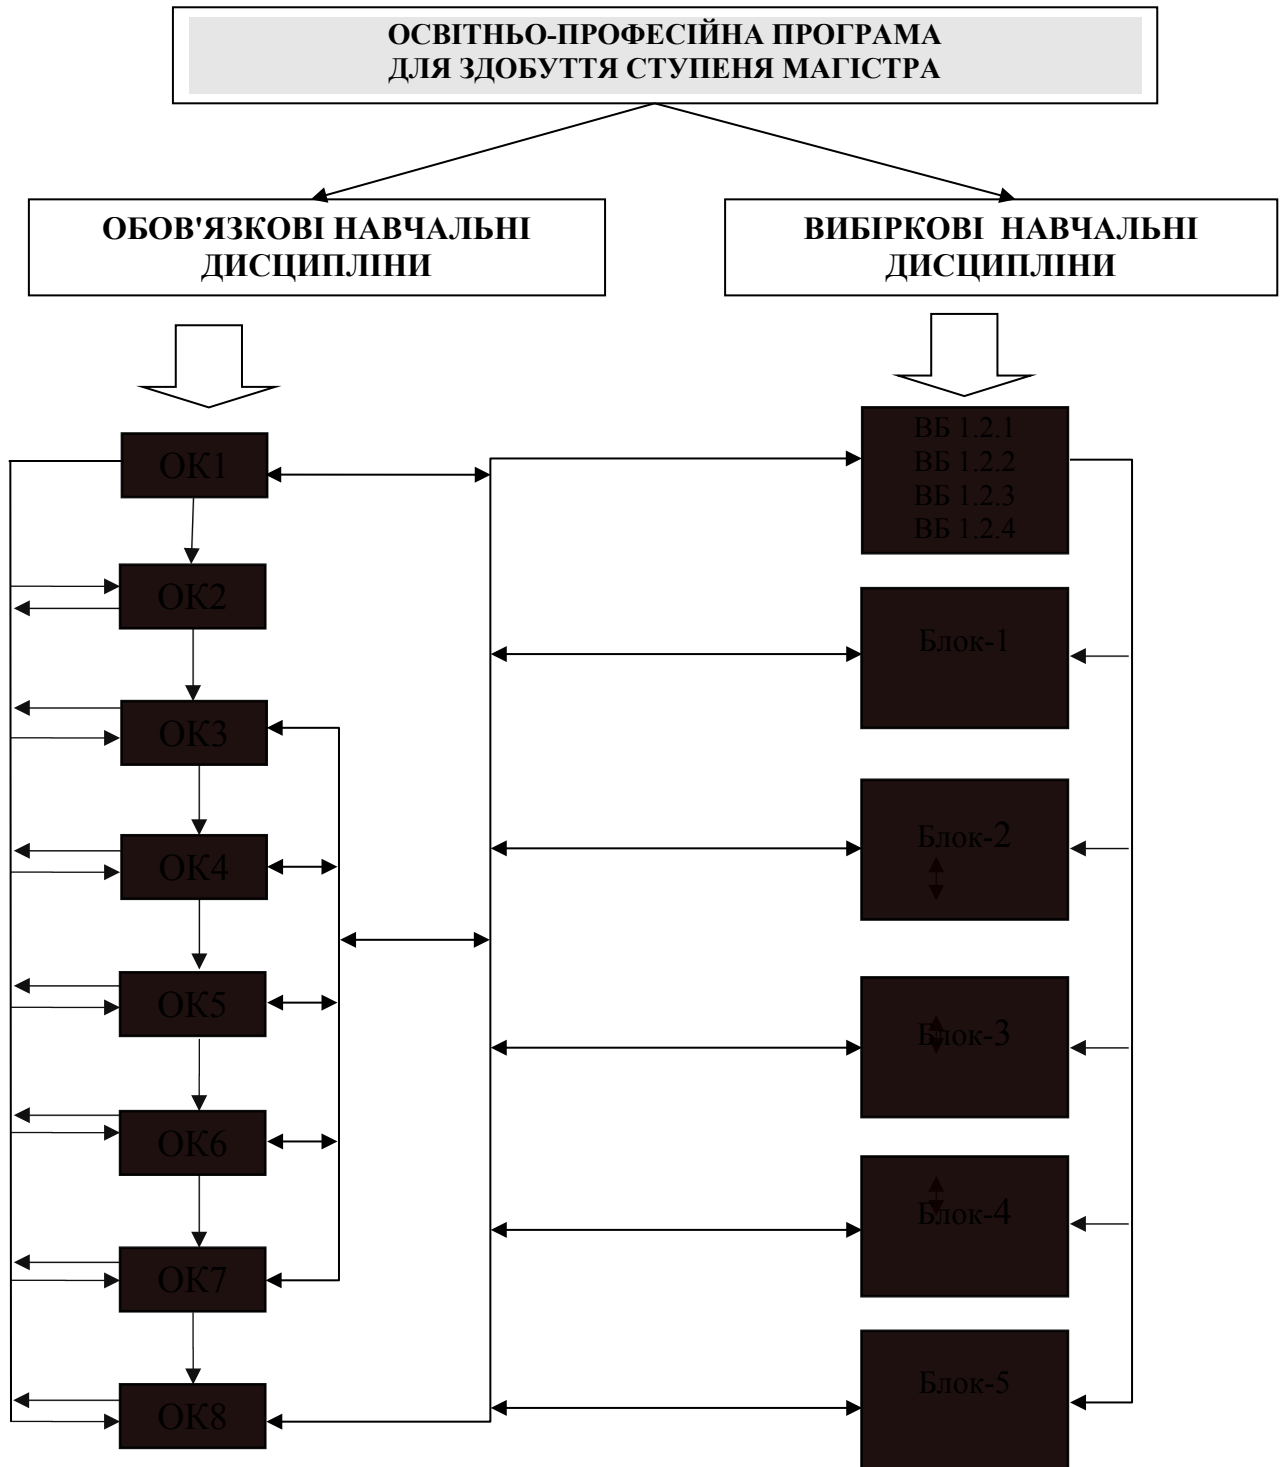 ОСВІТНЬО-ПРОФЕСІЙНА ПРОГРАМА
ДЛЯ ЗДОБУТТЯ СТУПЕНЯ МАГІСТРА
ОБОВ'ЯЗКОВІ НАВЧАЛЬНІ
ДИСЦИПЛІНИ
ВИБІРКОВІ НАВЧАЛЬНІ
ДИСЦИПЛІНИ
ОК1
ОК2
ОК3
ОК4
ОК5
ОК6
ОК7
ОК8
ВБ 1.2.1
ВБ 1.2.2
ВБ 1.2.3
ВБ 1.2.4
Блок-1
Блок-2
Блок-3
Блок-4
Блок-5